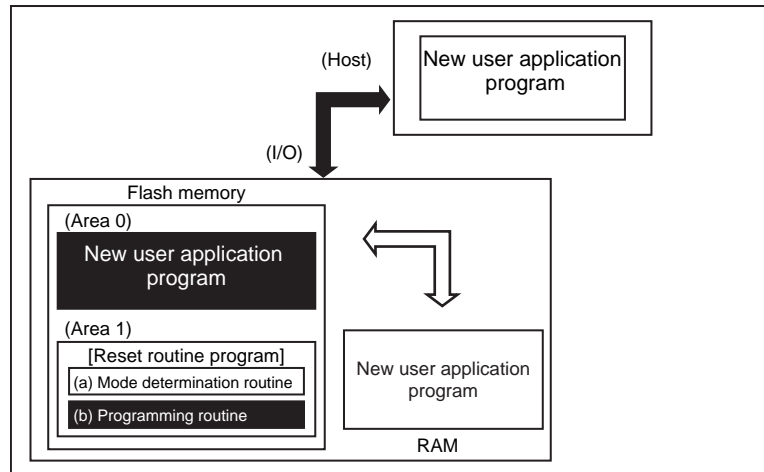 (Host)
New user application
program
(I/O)
Flash memory
(Area 0)
New user application
program
(Area 1)
[Reset routine program]
(a) Mode determination routine
(b) Programming routine
New user application
program
RAM